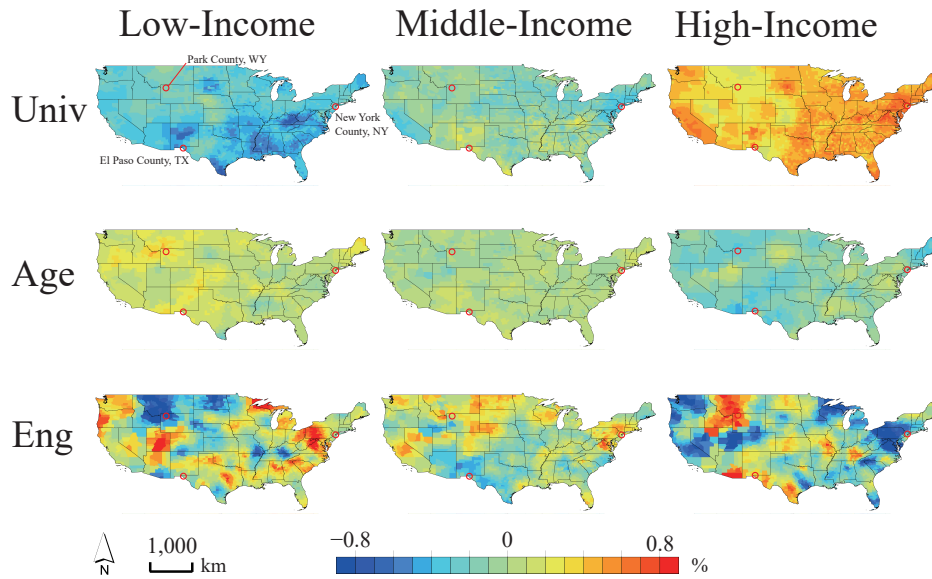 Low-Income
Middle-Income
High-Income
Park County, WY
Univ
New York
County, NY
El Paso County, TX
Age
Eng
N
1,000
km
−0.8
0
0.8
%